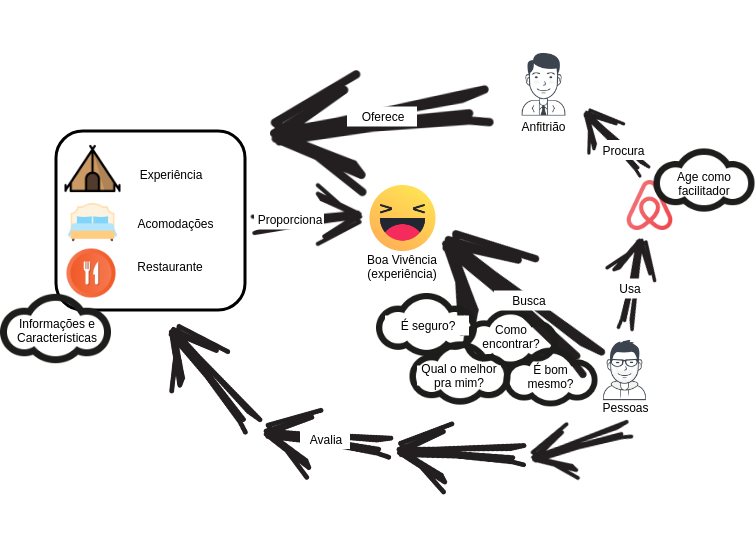 Oferece
Anfitrião
Procura
Age como
facilitador
Experiência
Acomodações
Restaurante
Informações e
Características
Proporciona
Boa Vivência
(experiência)
Busca
Usa
É seguro?
Como
encontrar?
Qual o melhor
pra mim?
É bom
mesmo?
Pessoas
Avalia